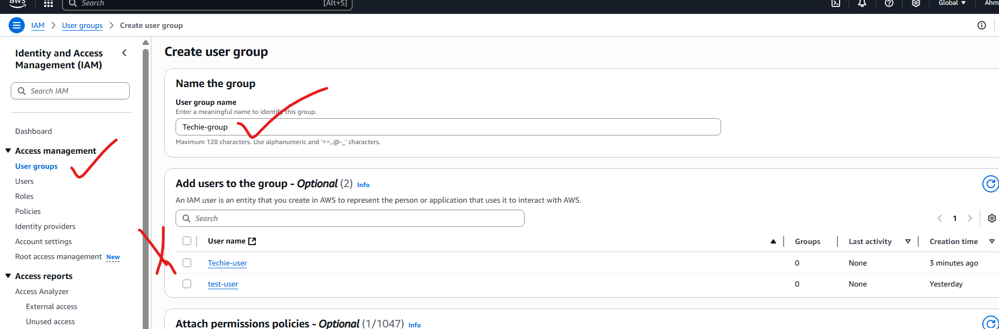 aws
Search
[Alt+S]
Global
Ahm
IAM
User groups
Create user group
Identity and Access
Management (IAM)
Search IAM
Dashboard
Access management
User groups
Users
Roles
Policies
Identity providers
Account settings
Root access management New
Access reports
Access Analyzer
External access
Unused access
Create user group
Name the group
User group name
Enter a meaningful name to identify this group.
Techie-group
Maximum 128 characters. Use alphanumeric and '+=,.@-_' characters.
Add users to the group - Optional (2) Info
An IAM user is an entity that you create in AWS to represent the person or application that uses it to interact with AWS.
Search
1
User name Groups Last activity Creation time
Techie-user 0 None 3 minutes ago
test-user 0 None Yesterday
Attach permissions policies - Optional (1/1047) Info